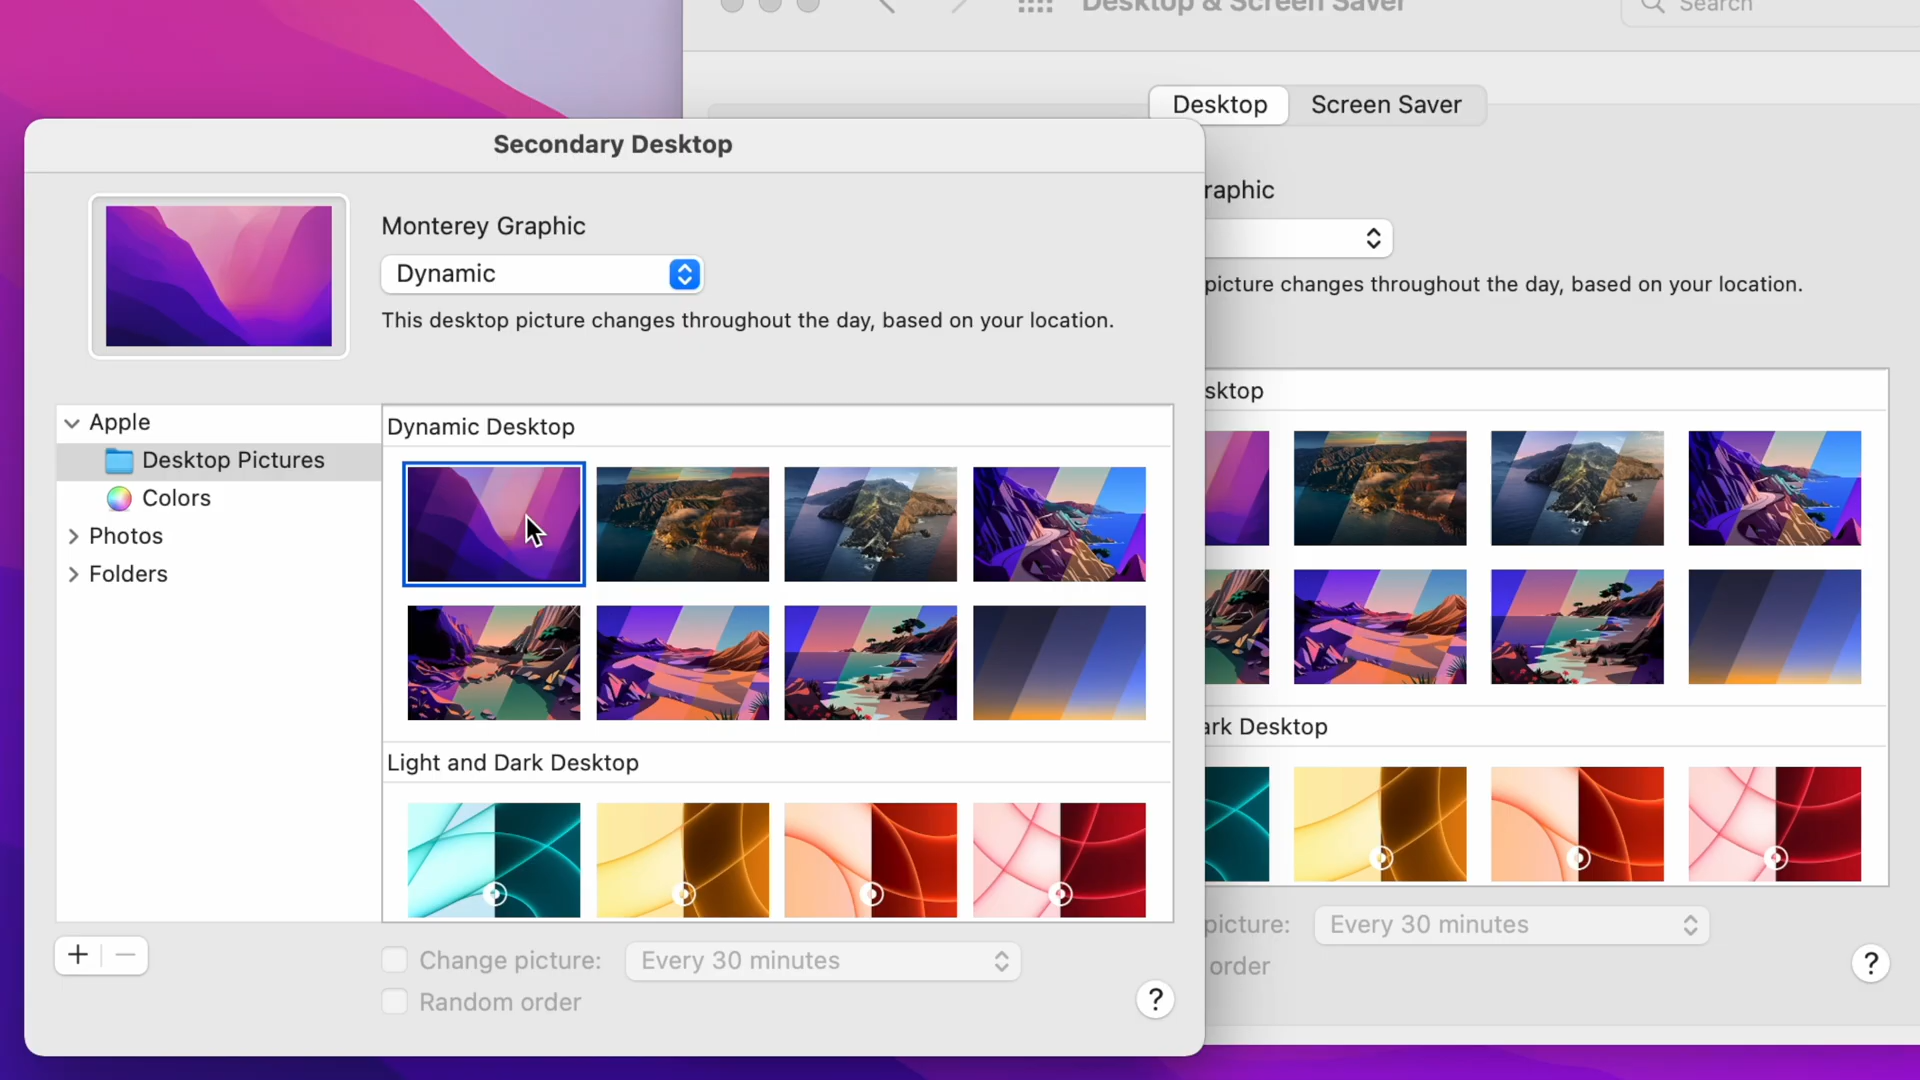 Desktop & Screen Saver
Search
Desktop
Screen Saver
Secondary Desktop
Monterey Graphic
Dynamic
This desktop picture changes throughout the day, based on your location.
Apple
Desktop Pictures
Colors
Photos
Folders
Dynamic Desktop
Light and Dark Desktop
+
−
Change picture:
Every 30 minutes
Random order
?
raphic
picture changes throughout the day, based on your location.
sktop
ark Desktop
picture:
Every 30 minutes
order
?